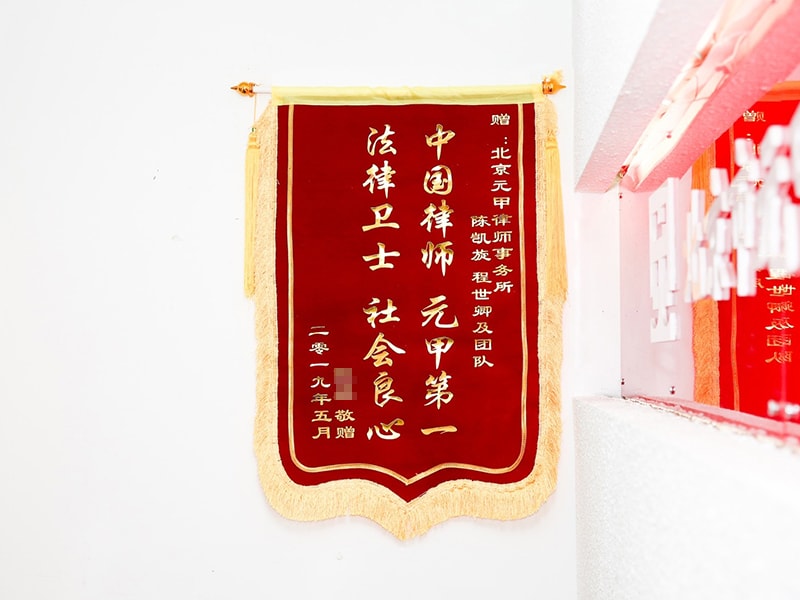 赠：北京元甲律师事务所
陈凯旋 程世卿及团队
中国律师 元甲第一
法律卫士 社会良心
敬赠
二零一九年五月